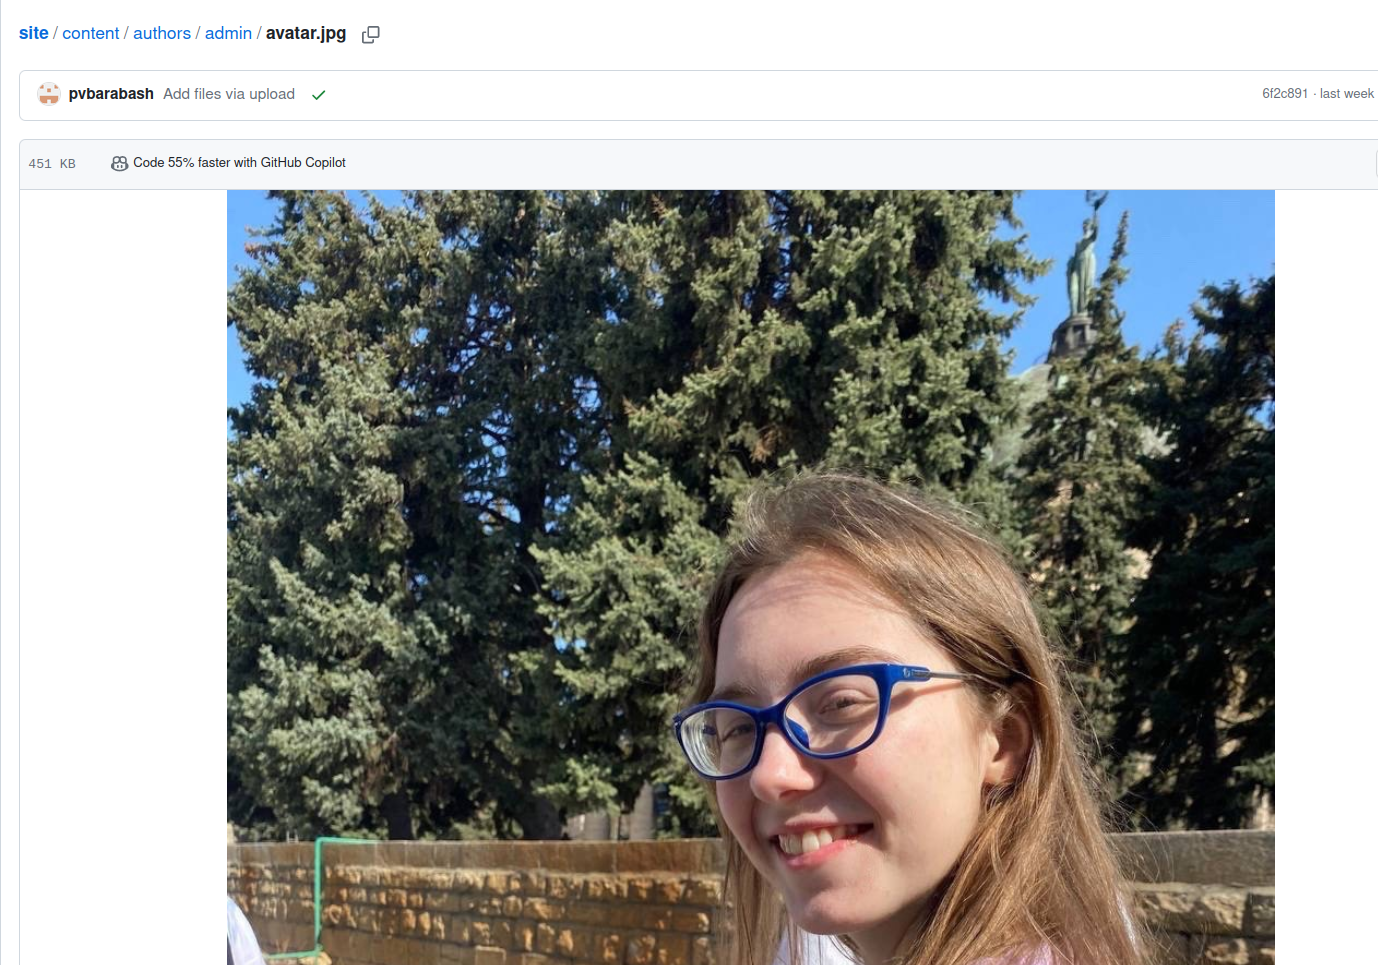 site / content / authors / admin / avatar.jpg
pvbarabash Add files via upload 6f2c891 · last week
451 KB Code 55% faster with GitHub Copilot